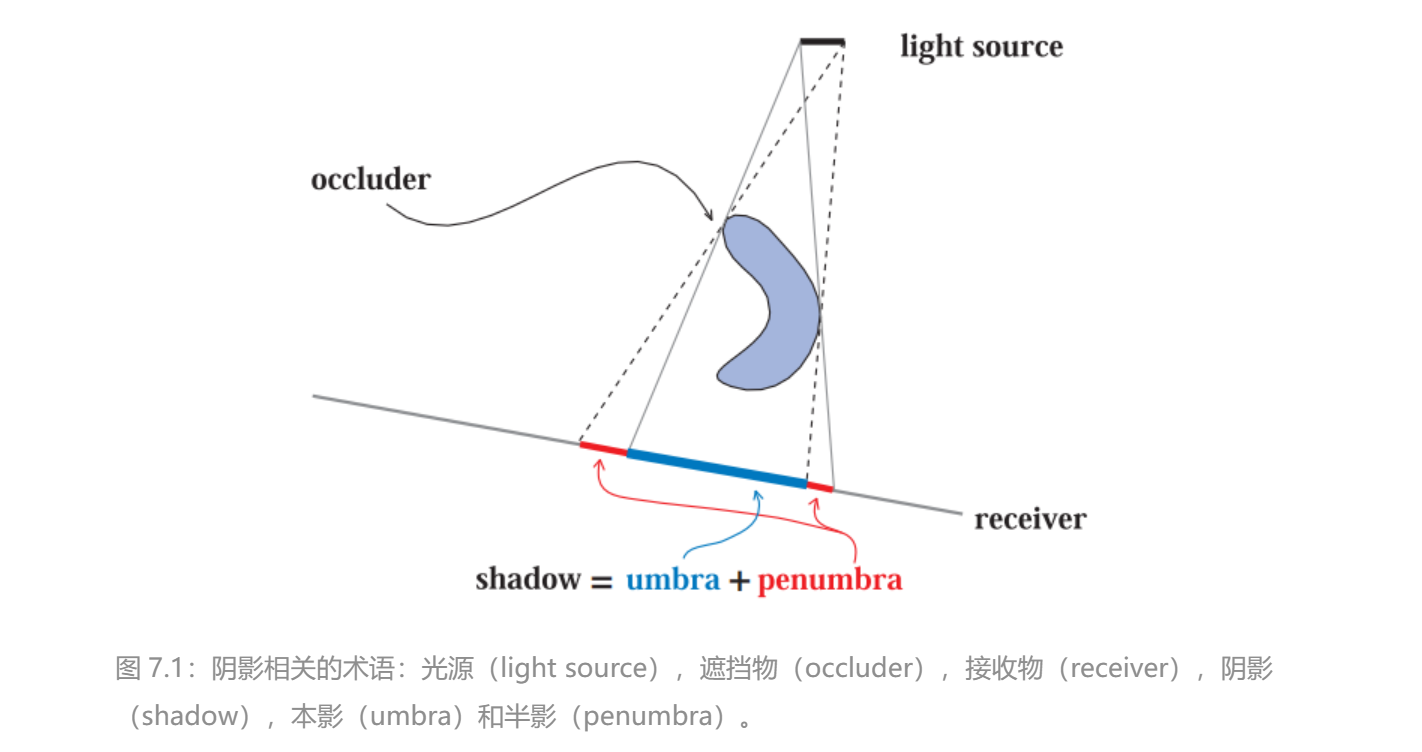 light source
occluder
receiver
shadow = umbra + penumbra
图 7.1：阴影相关的术语：光源（light source），遮挡物（occluder），接收物（receiver），阴影
（shadow），本影（umbra）和半影（penumbra）。